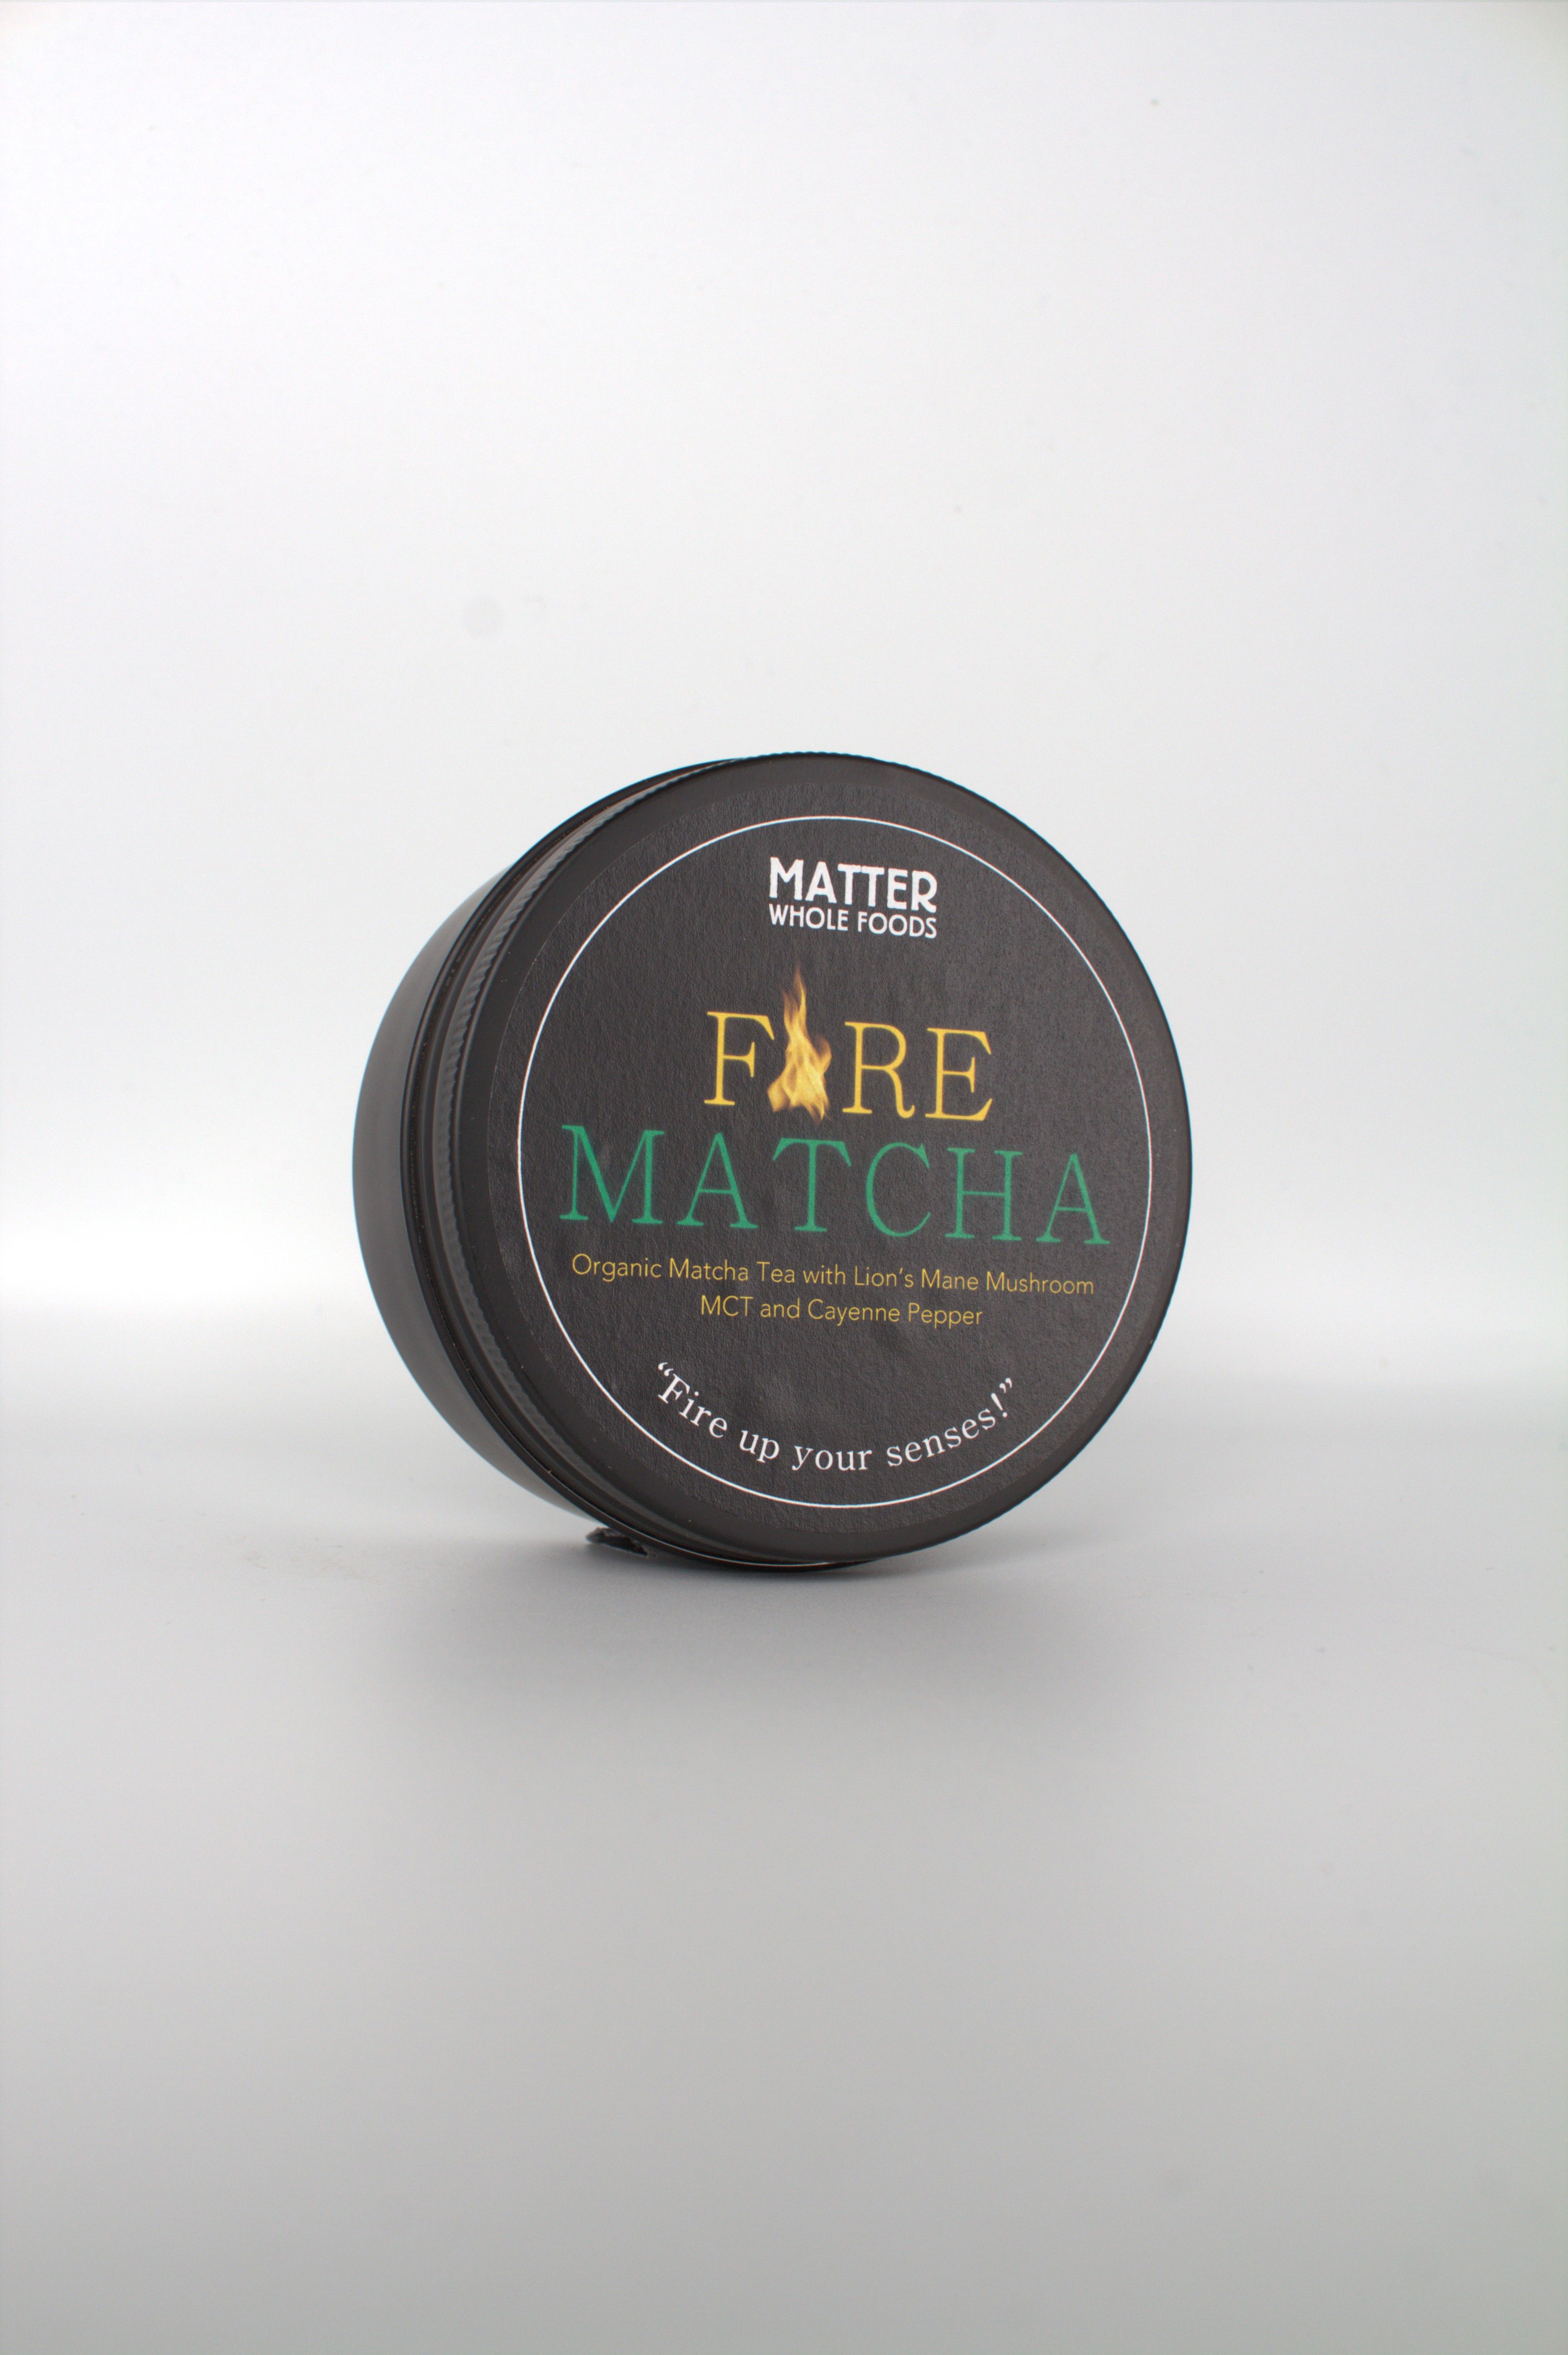 MATTER
WHOLE FOODS
FIRE
MATCHA
Organic Matcha Tea with Lion's Mane Mushroom
MCT and Cayenne Pepper
“Fire up your senses!”